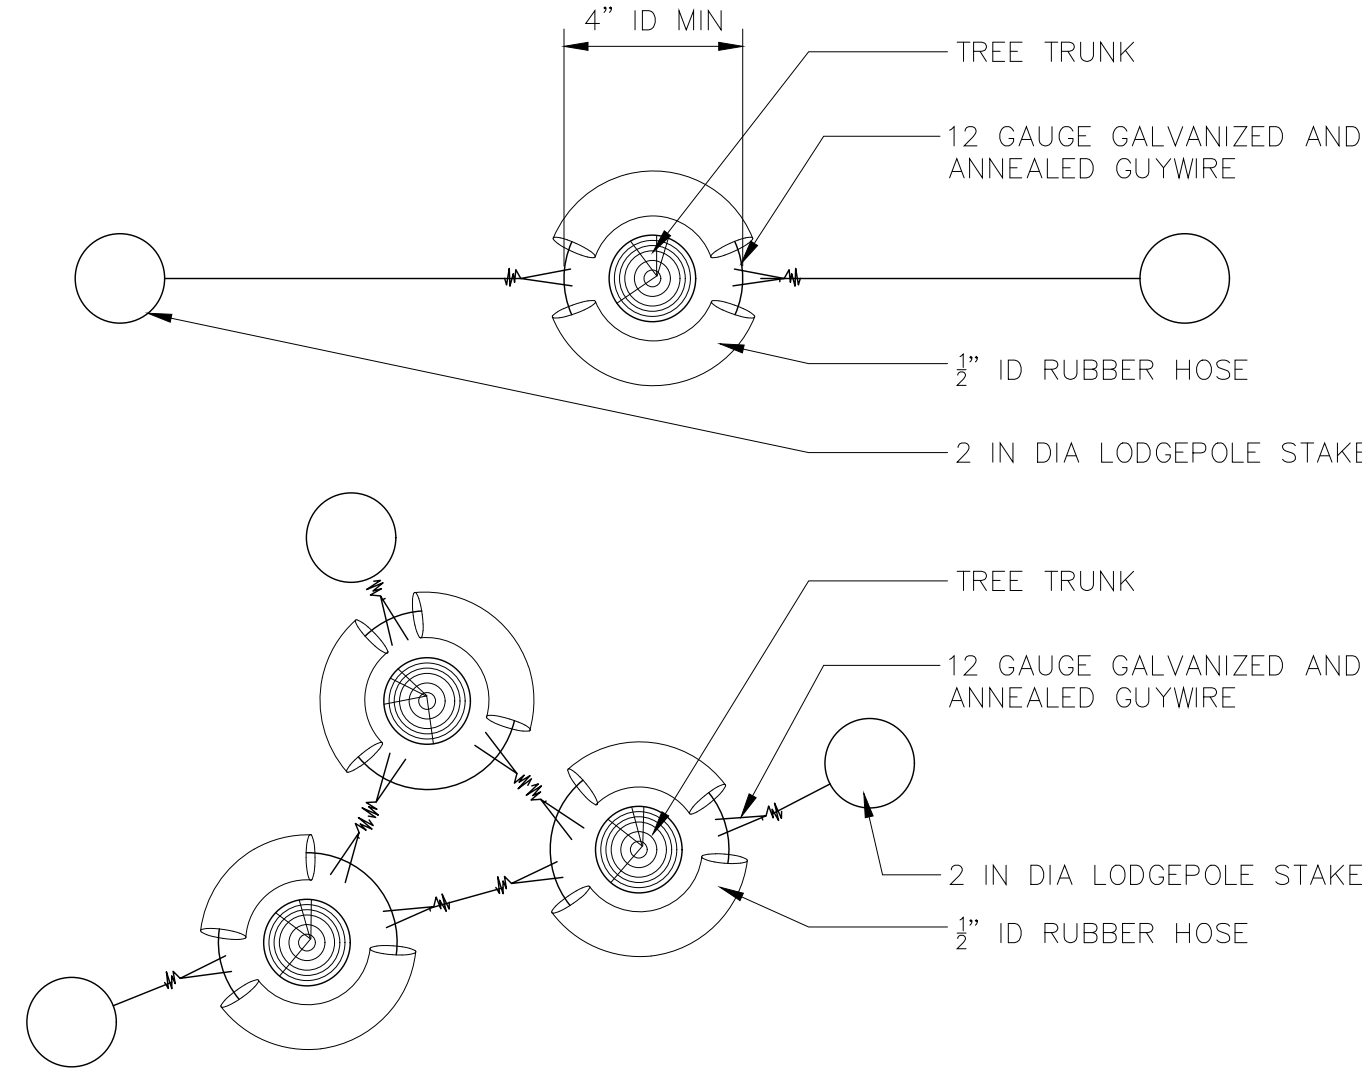 4” ID MIN
TREE TRUNK
12 GAUGE GALVANIZED AND
ANNEALED GUYWIRE
½” ID RUBBER HOSE
2 IN DIA LODGEPOLE STAKE
TREE TRUNK
12 GAUGE GALVANIZED AND
ANNEALED GUYWIRE
2 IN DIA LODGEPOLE STAKE
½” ID RUBBER HOSE